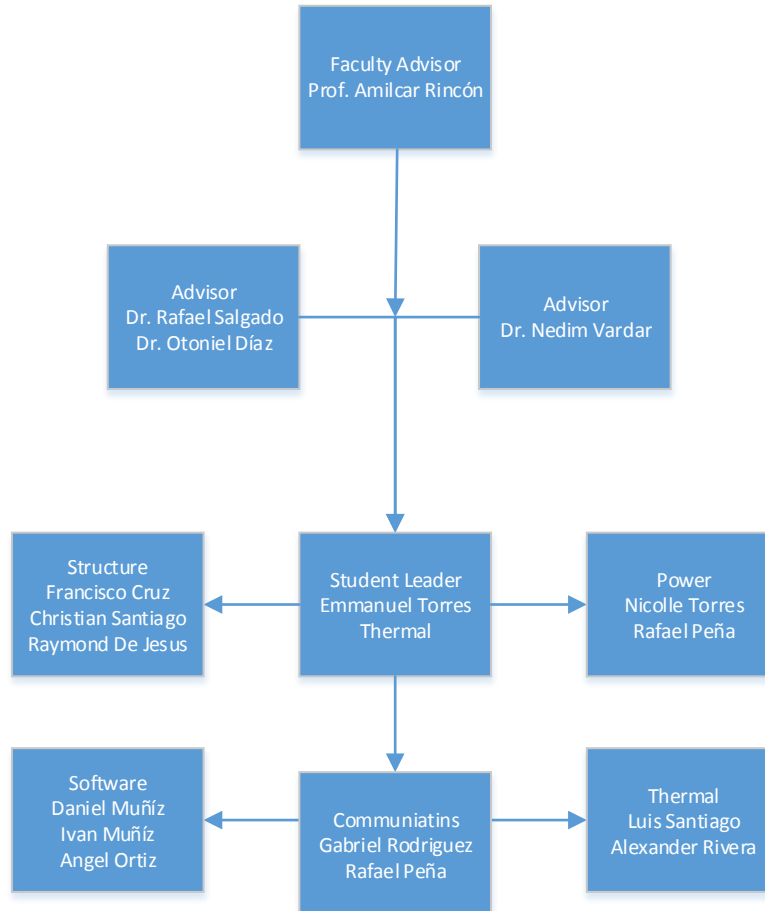 Faculty Advisor
Prof. Amilcar Rincón
Advisor
Dr. Rafael Salgado
Dr. Otoniel Díaz
Advisor
Dr. Nedim Vardar
Structure
Francisco Cruz
Christian Santiago
Raymond De Jesus
Student Leader
Emmanuel Torres
Thermal
Power
Nicolle Torres
Rafael Peña
Software
Daniel Muñíz
Ivan Muñíz
Angel Ortiz
Communiatins
Gabriel Rodriguez
Rafael Peña
Thermal
Luis Santiago
Alexander Rivera